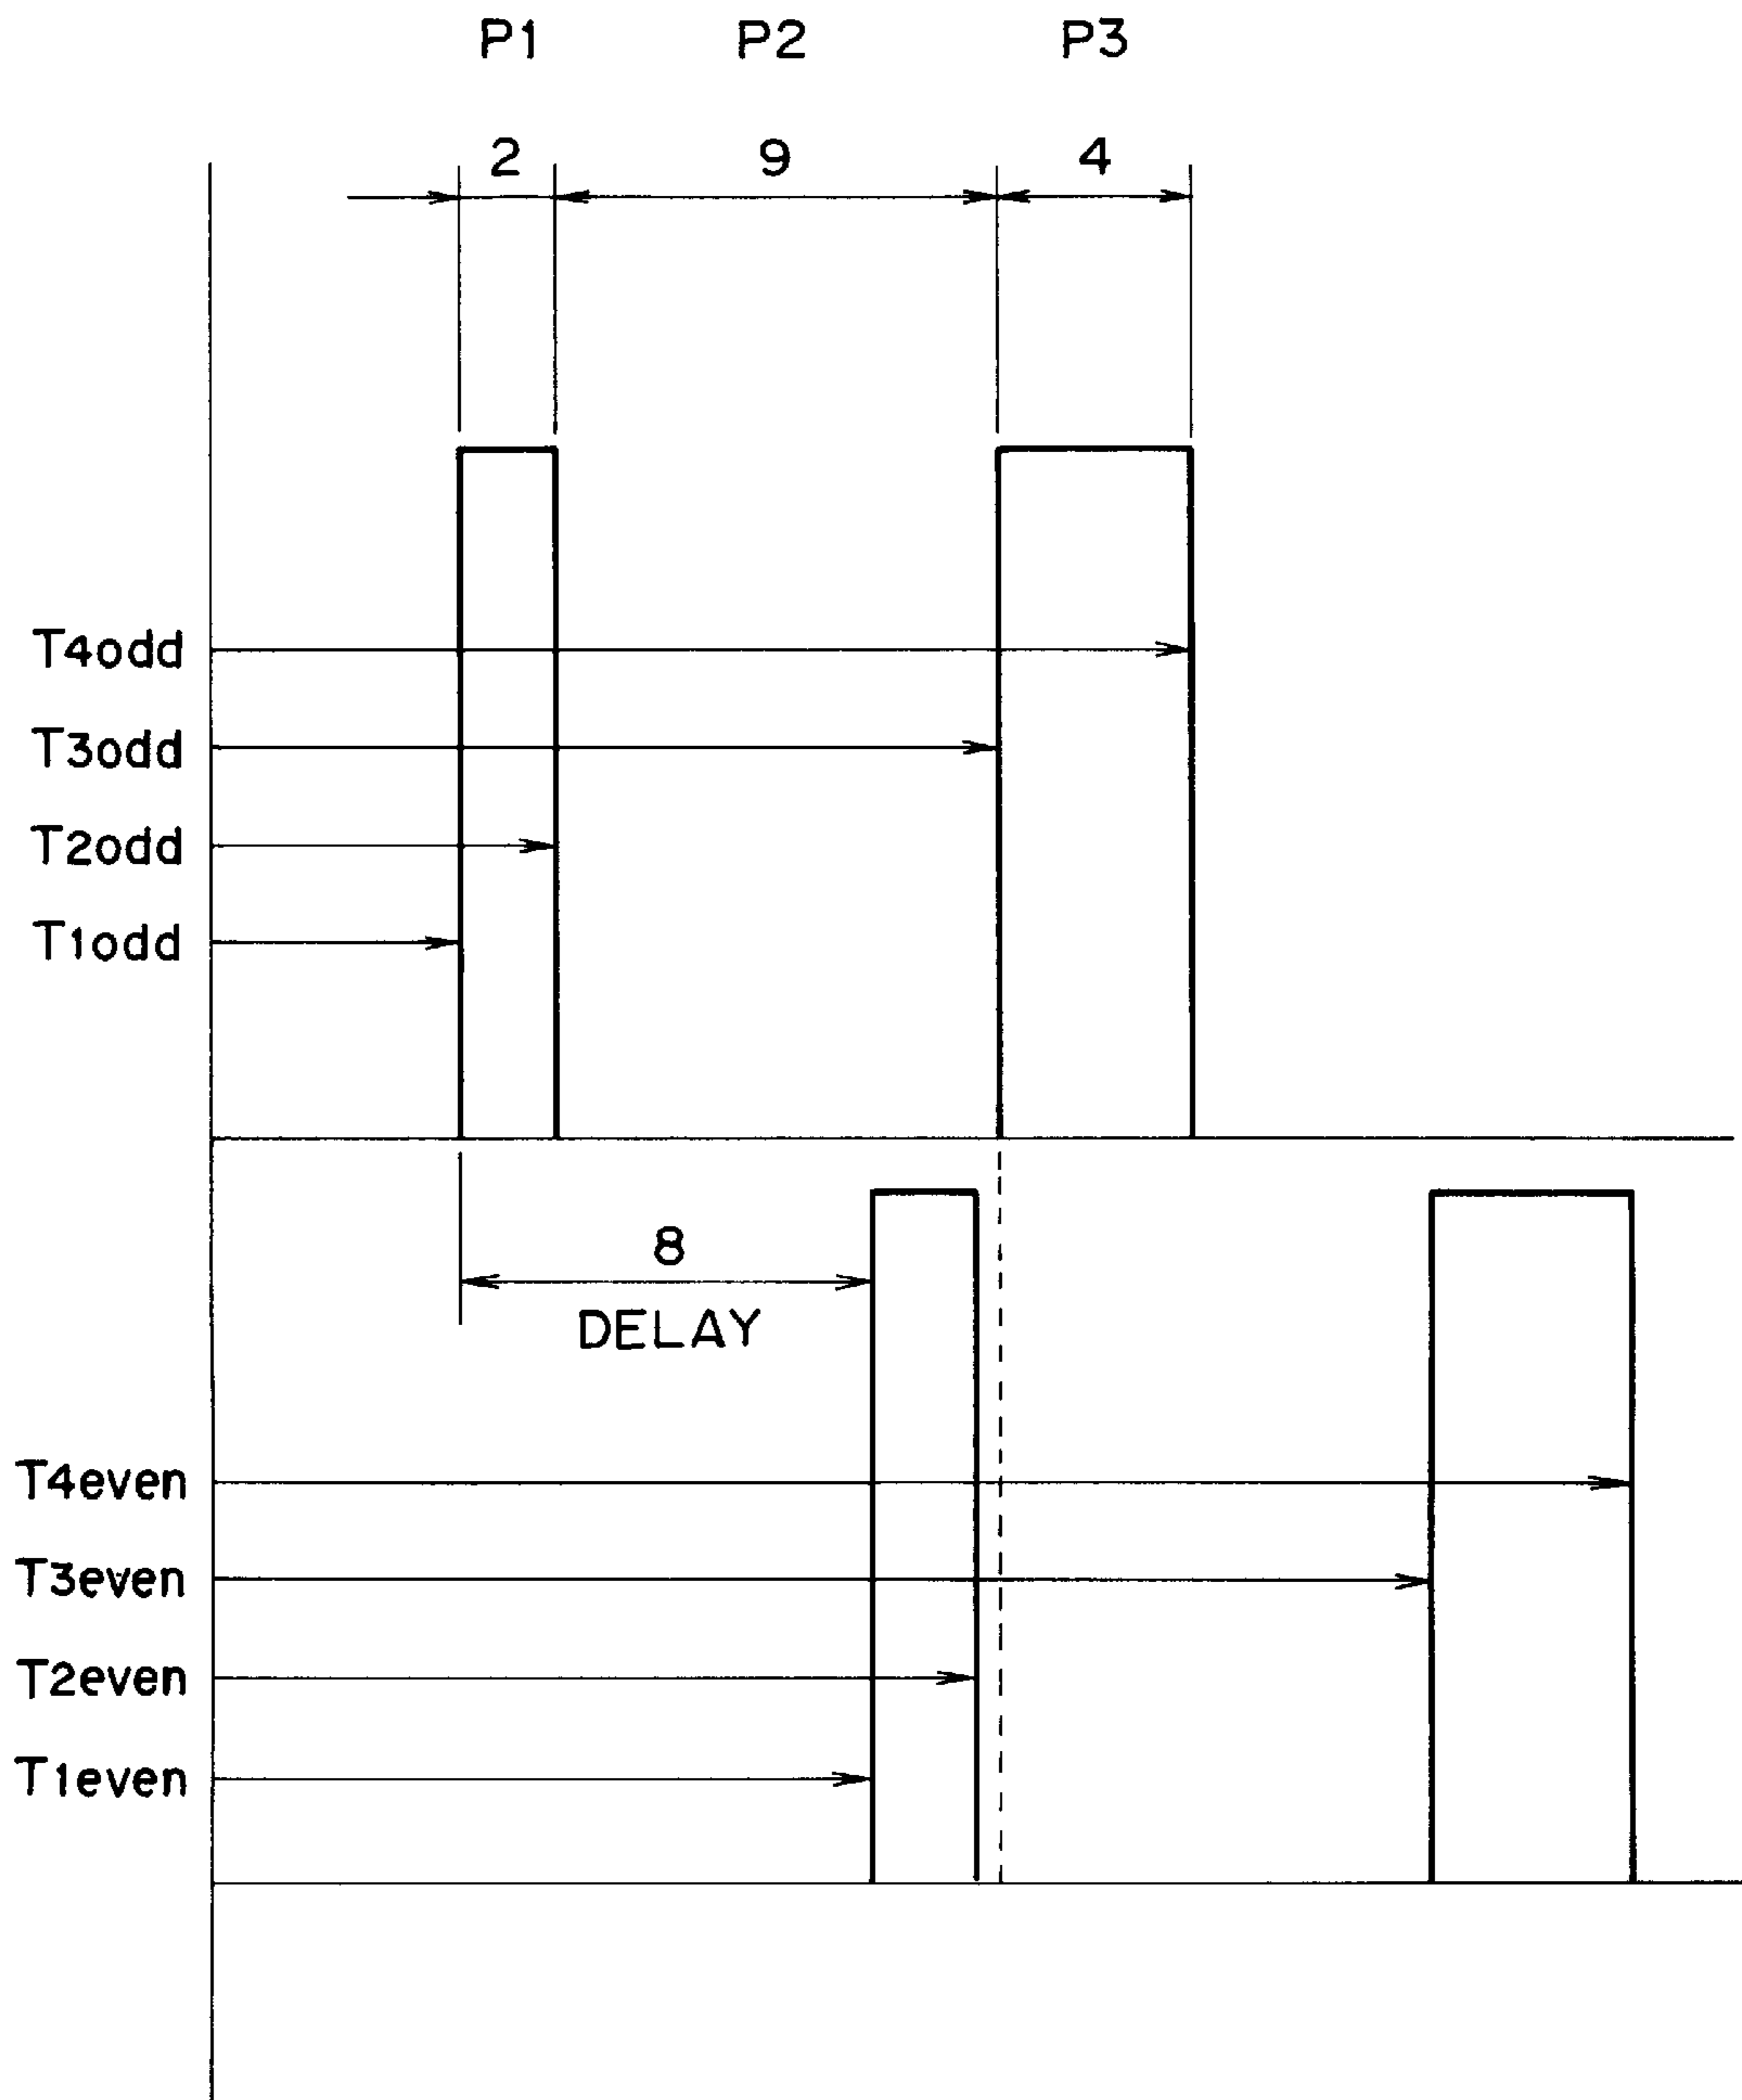 P1 P2 P3
2 9 4
T4odd
T3odd
T2odd
T1odd
8
DELAY
T4even
T3even
T2even
T1even